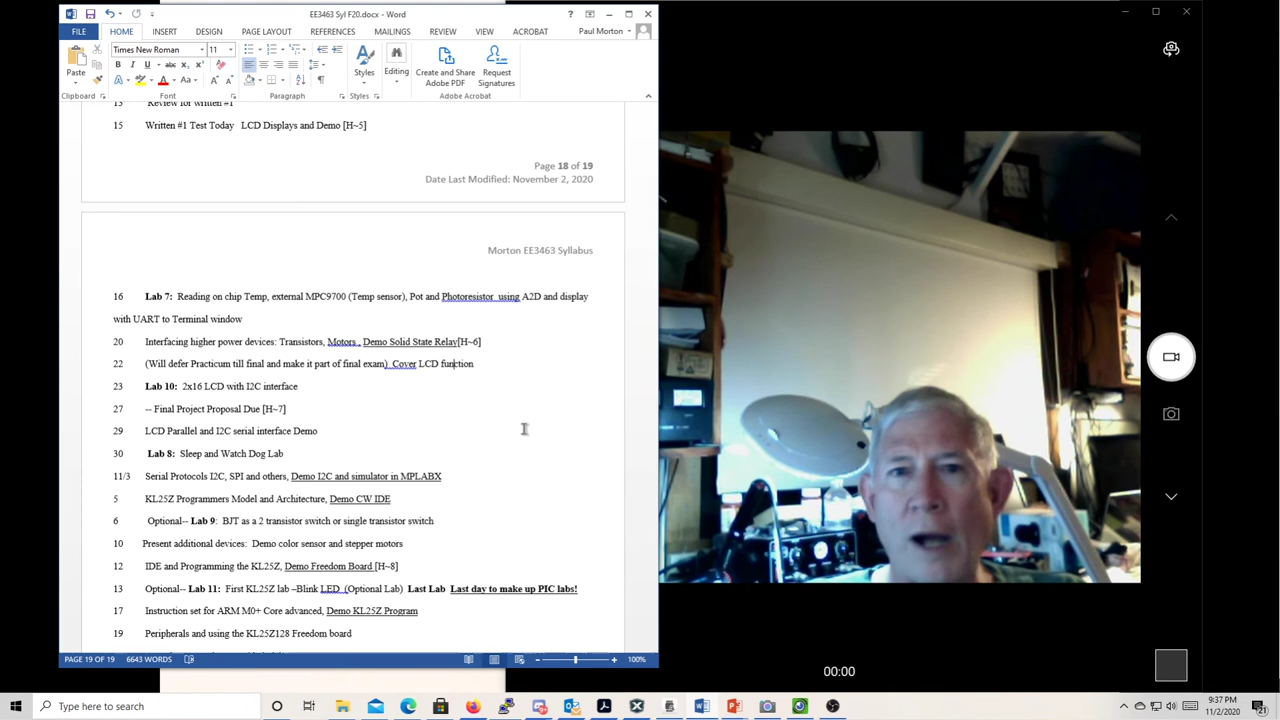 EE3463 Syl F20.docx - Word
FILE HOME INSERT DESIGN PAGE LAYOUT REFERENCES MAILINGS REVIEW VIEW ACROBAT Paul Morton
Times New Roman 11
Paste
Styles
Editing
Create and Share Adobe PDF
Request Signatures
Clipboard Font Paragraph Styles Adobe Acrobat
13 Review for written #1
15 Written #1 Test Today LCD Displays and Demo [H~5]
Page 18 of 19
Date Last Modified: November 2, 2020
Morton EE3463 Syllabus
16 Lab 7: Reading on chip Temp, external MPC9700 (Temp sensor), Pot and Photoresistor using A2D and display
with UART to Terminal window
20 Interfacing higher power devices: Transistors, Motors , Demo Solid State Relay[H~6]
22 (Will defer Practicum till final and make it part of final exam) Cover LCD function
23 Lab 10: 2x16 LCD with I2C interface
27 -- Final Project Proposal Due [H~7]
29 LCD Parallel and I2C serial interface Demo
30 Lab 8: Sleep and Watch Dog Lab
11/3 Serial Protocols I2C, SPI and others, Demo I2C and simulator in MPLABX
5 KL25Z Programmers Model and Architecture, Demo CW IDE
6 Optional-- Lab 9: BJT as a 2 transistor switch or single transistor switch
10 Present additional devices: Demo color sensor and stepper motors
12 IDE and Programming the KL25Z, Demo Freedom Board [H~8]
13 Optional-- Lab 11: First KL25Z lab –Blink LED (Optional Lab) Last Lab Last day to make up PIC labs!
17 Instruction set for ARM M0+ Core advanced, Demo KL25Z Program
19 Peripherals and using the KL25Z128 Freedom board
PAGE 19 OF 19 6643 WORDS 100%
00:00
Type here to search
9:37 PM
11/2/2020
21